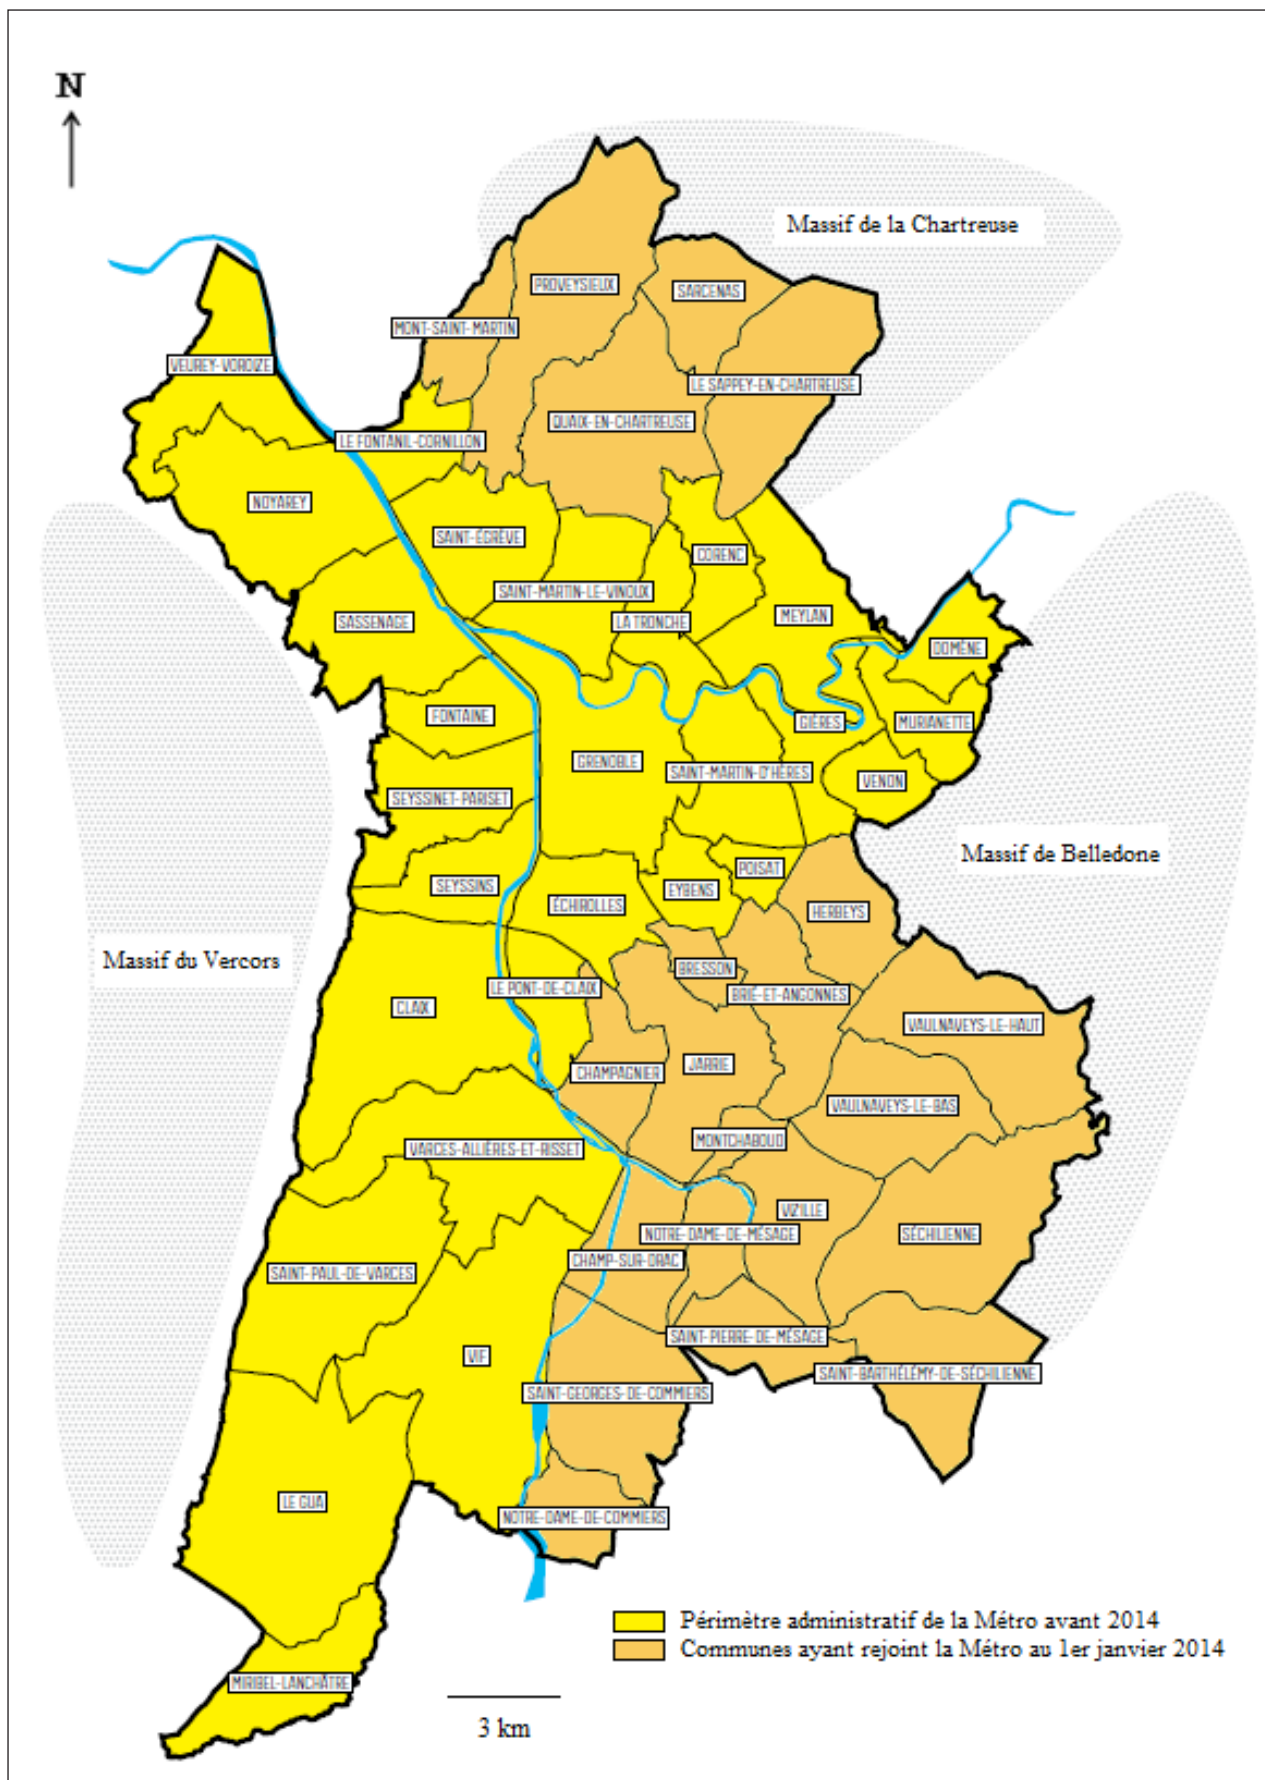 N
Massif de la Chartreuse
PROVEYSIEUX
SARCENAS
MONT-SAINT-MARTIN
VEUREY-VOROIZE
LE SAPPEY-EN-CHARTREUSE
QUAIX-EN-CHARTREUSE
LE FONTANIL-CORNILLON
NOYAREY
SAINT-ÉGRÈVE
CORENC
SAINT-MARTIN-LE-VINOUX
MEYLAN
SASSENAGE
LA TRONCHE
DOMÈNE
FONTAINE
GIÈRES
MURIANETTE
GRENOBLE
SAINT-MARTIN-D'HÈRES
VENON
SEYSSINET-PARISET
Massif de Belledone
POISAT
SEYSSINS
EYBENS
ÉCHIROLLES
HERBEYS
Massif du Vercors
BRESSON
LE PONT-DE-CLAIX
BRIÉ-ET-ANGONNES
CLAIX
VAULNAVEYS-LE-HAUT
JARRIE
CHAMPAGNIER
VAULNAVEYS-LE-BAS
MONTCHABOUD
VARCES-ALLIÈRES-ET-RISSET
VIZILLE
NOTRE-DAME-DE-MÉSAGE
SÉCHILIENNE
CHAMP-SUR-DRAC
SAINT-PAUL-DE-VARCES
SAINT-PIERRE-DE-MÉSAGE
VIF
SAINT-BARTHÉLÉMY-DE-SÉCHILIENNE
SAINT-GEORGES-DE-COMMIERS
LE GUA
NOTRE-DAME-DE-COMMIERS
Périmètre administratif de la Métro avant 2014
Communes ayant rejoint la Métro au 1er janvier 2014
MIRIBEL-LANCHÂTRE
3 km